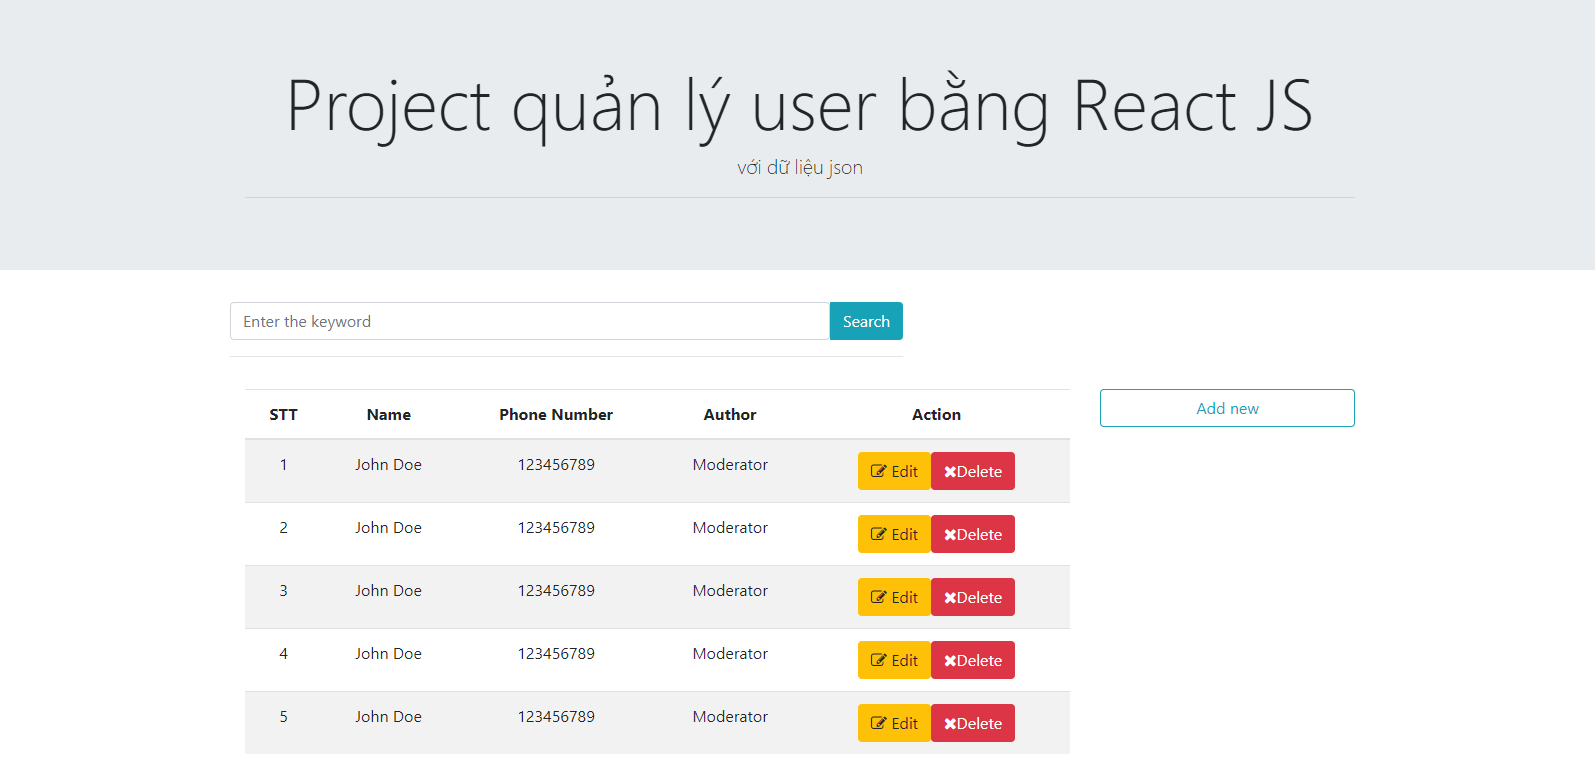 Project quản lý user bằng React JS
với dữ liệu json
Enter the keyword Search
STT Name Phone Number Author Action Add new
1 John Doe 123456789 Moderator Edit Delete
2 John Doe 123456789 Moderator Edit Delete
3 John Doe 123456789 Moderator Edit Delete
4 John Doe 123456789 Moderator Edit Delete
5 John Doe 123456789 Moderator Edit Delete